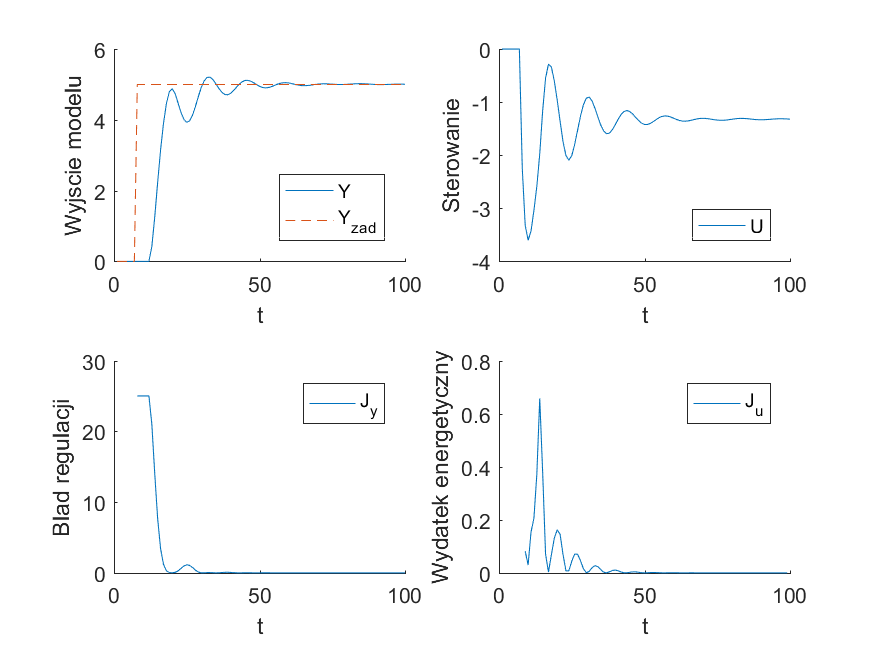 Wyjscie modelu
6
4
2
0
0
50
100
t
Y
Y_zad
Sterowanie
0
-1
-2
-3
-4
0
50
100
t
U
Blad regulacji
30
20
10
0
0
50
100
t
J_y
Wydatek energetyczny
0.8
0.6
0.4
0.2
0
0
50
100
t
J_u